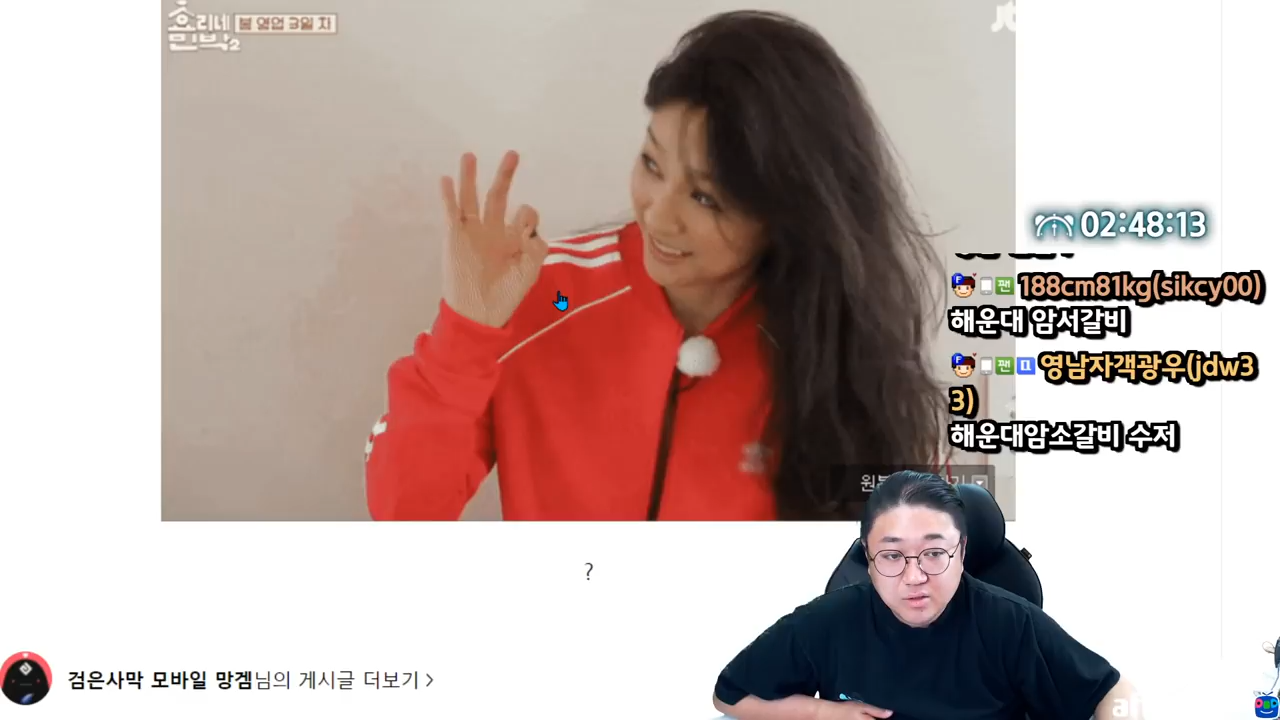 효리네
민박2
봄 영업 3일 차
02:48:13
188cm81kg(sikcy00)
해운대 암서갈비
영남자객광우(jdw3
3)
해운대암소갈비 수저
?
검은사막 모바일 망겜님의 게시글 더보기 >